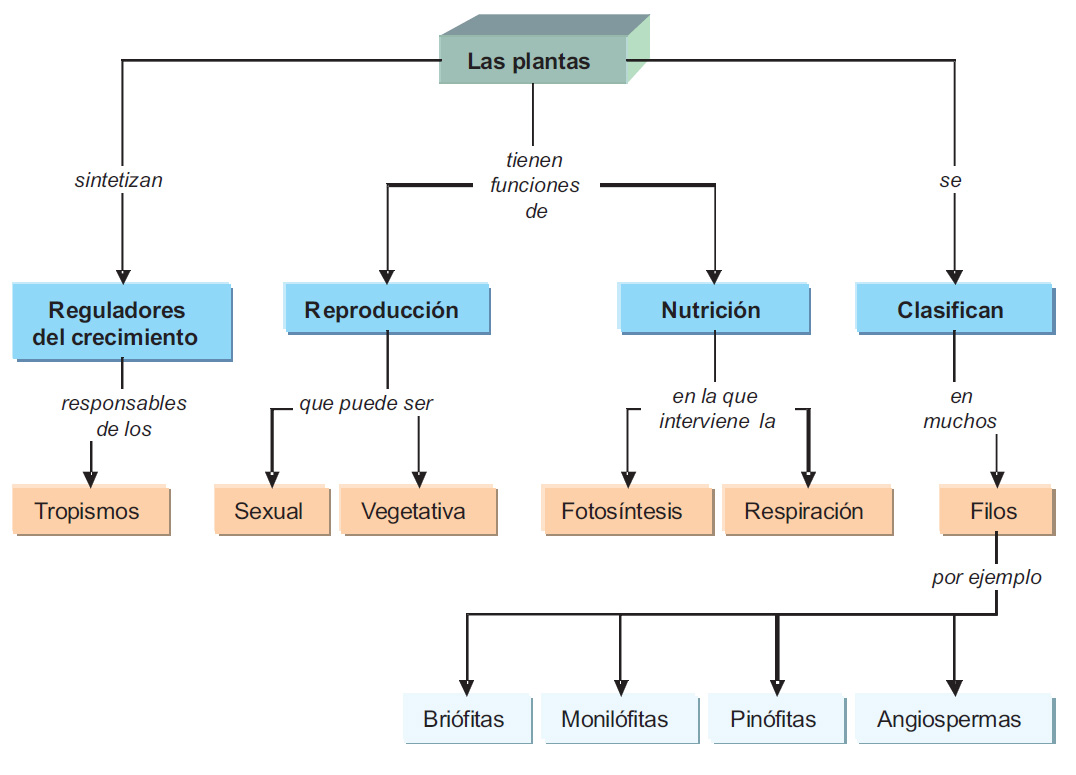 Las plantas
sintetizan
tienen
funciones
de
se
Reguladores
del crecimiento
Reproducción
Nutrición
Clasifican
responsables
de los
que puede ser
en la que
interviene la
en
muchos
Tropismos
Sexual
Vegetativa
Fotosíntesis
Respiración
Filos
por ejemplo
Briófitas
Monilófitas
Pinófitas
Angiospermas